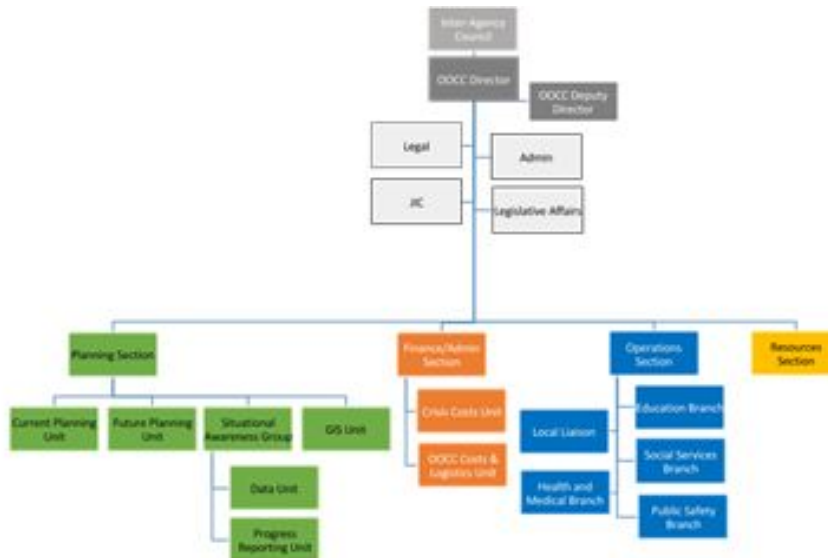 Inter-Agency
Council
OOCC Director
OOCC Deputy
Director
Legal
Admin
JIC
Legislative Affairs
Planning Section
Finance/Admin
Section
Operations
Section
Resources
Section
Current Planning
Unit
Future Planning
Unit
Situational
Awareness Group
GIS Unit
Data Unit
Progress
Reporting Unit
Crisis Costs Unit
OOCC Costs &
Logistics Unit
Local Liaison
Health and
Medical Branch
Education Branch
Social Services
Branch
Public Safety
Branch